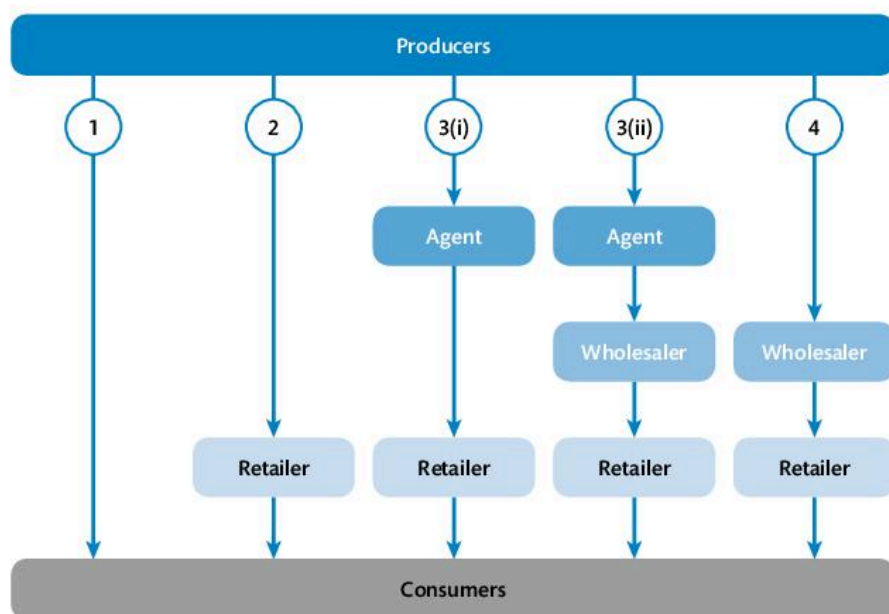 Producers
1
2
3(i)
3(ii)
4
Agent
Agent
Wholesaler
Wholesaler
Retailer
Retailer
Retailer
Retailer
Consumers